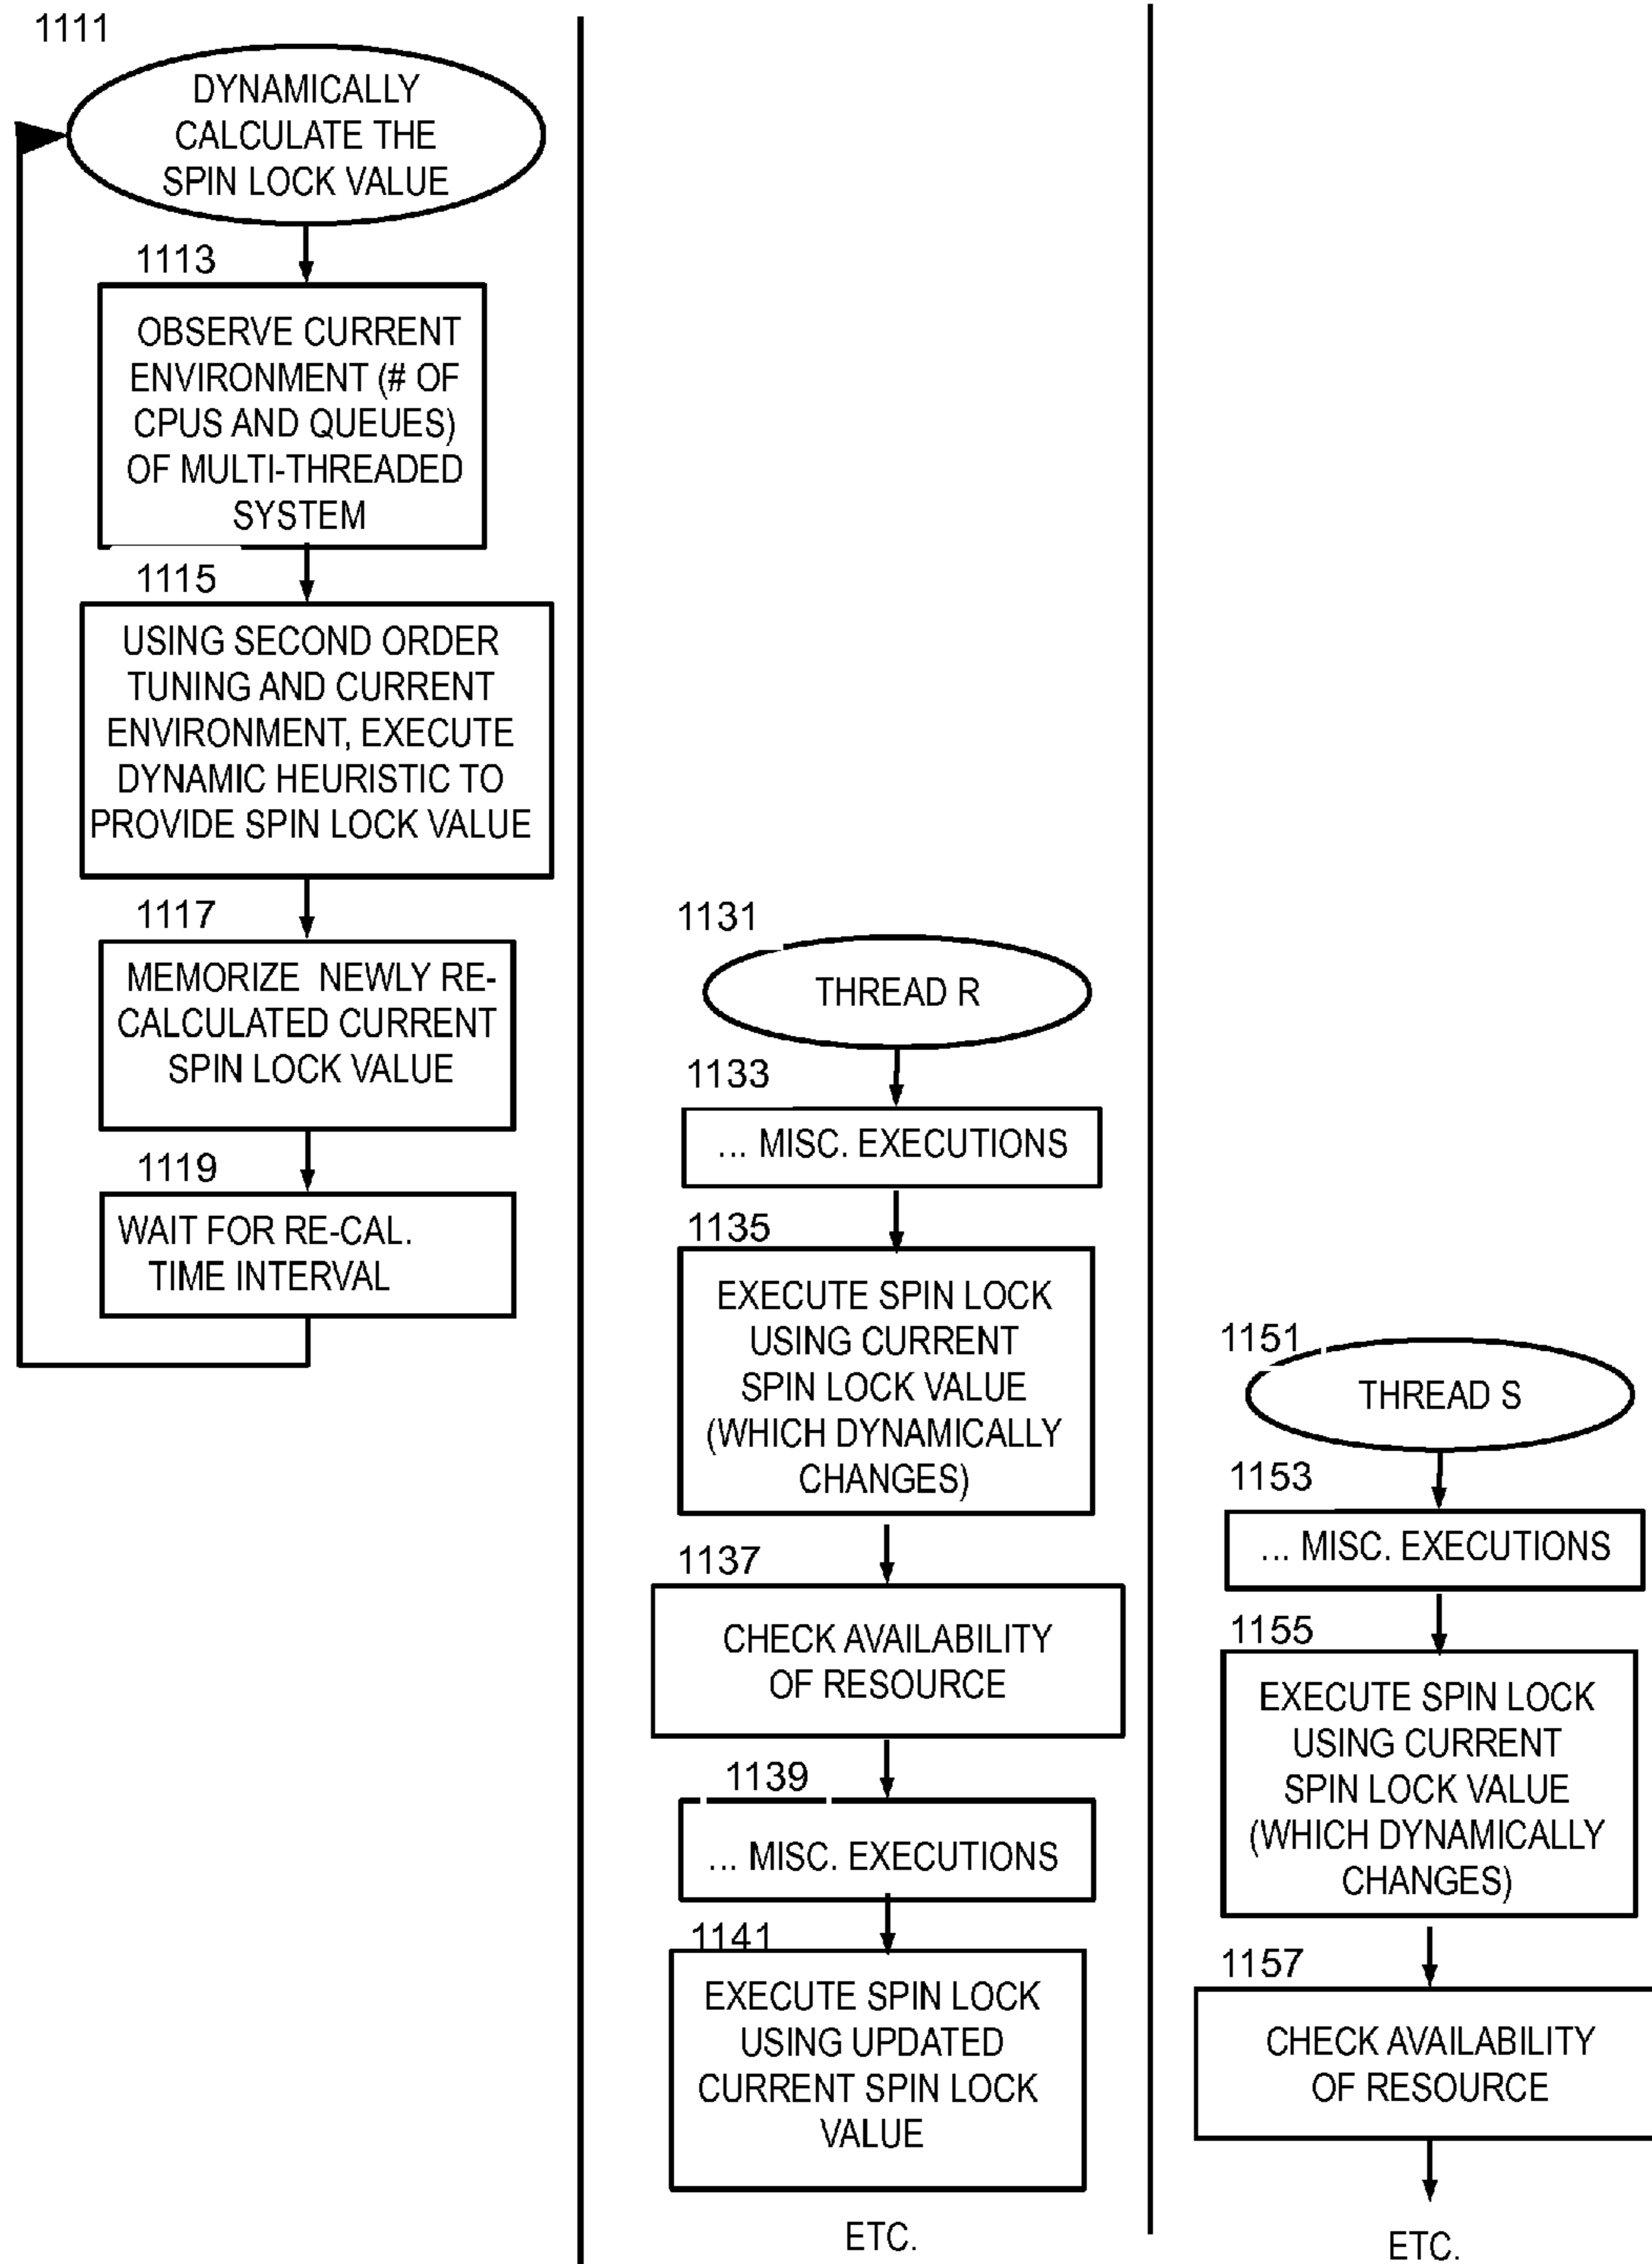 1111
DYNAMICALLY
CALCULATE THE
SPIN LOCK VALUE
1113
OBSERVE CURRENT
ENVIRONMENT (# OF
CPUS AND QUEUES)
OF MULTI-THREADED
SYSTEM
1115
USING SECOND ORDER
TUNING AND CURRENT
ENVIRONMENT, EXECUTE
DYNAMIC HEURISTIC TO
PROVIDE SPIN LOCK VALUE
1117
MEMORIZE NEWLY RE-
CALCULATED CURRENT
SPIN LOCK VALUE
1119
WAIT FOR RE-CAL.
TIME INTERVAL
1131
THREAD R
1133
... MISC. EXECUTIONS
1135
EXECUTE SPIN LOCK
USING CURRENT
SPIN LOCK VALUE
(WHICH DYNAMICALLY
CHANGES)
1137
CHECK AVAILABILITY
OF RESOURCE
1139
... MISC. EXECUTIONS
1141
EXECUTE SPIN LOCK
USING UPDATED
CURRENT SPIN LOCK
VALUE
ETC.
1151
THREAD S
1153
... MISC. EXECUTIONS
1155
EXECUTE SPIN LOCK
USING CURRENT
SPIN LOCK VALUE
(WHICH DYNAMICALLY
CHANGES)
1157
CHECK AVAILABILITY
OF RESOURCE
ETC.